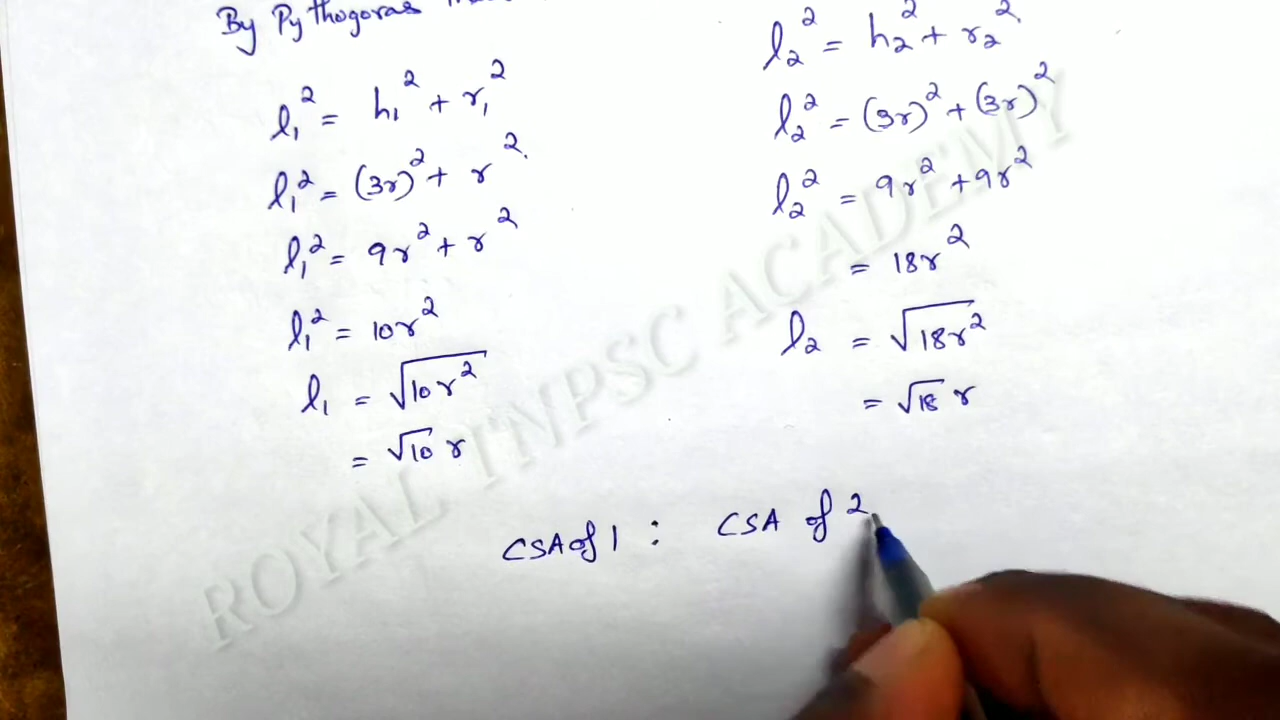 By Pythogoras
l₁² = h₁² + r₁²
l₁² = (3r)² + r².
l₁² = 9r² + r²
l₁² = 10r²
l₁ = √10r²
= √10 r
l₂² = h₂² + r₂²
l₂² = (3r)² + (3r)²
l₂² = 9r² + 9r²
= 18r²
l₂ = √18r²
= √18 r
CSA of 1 : CSA of 2
ROYAL TNPSC ACADEMY